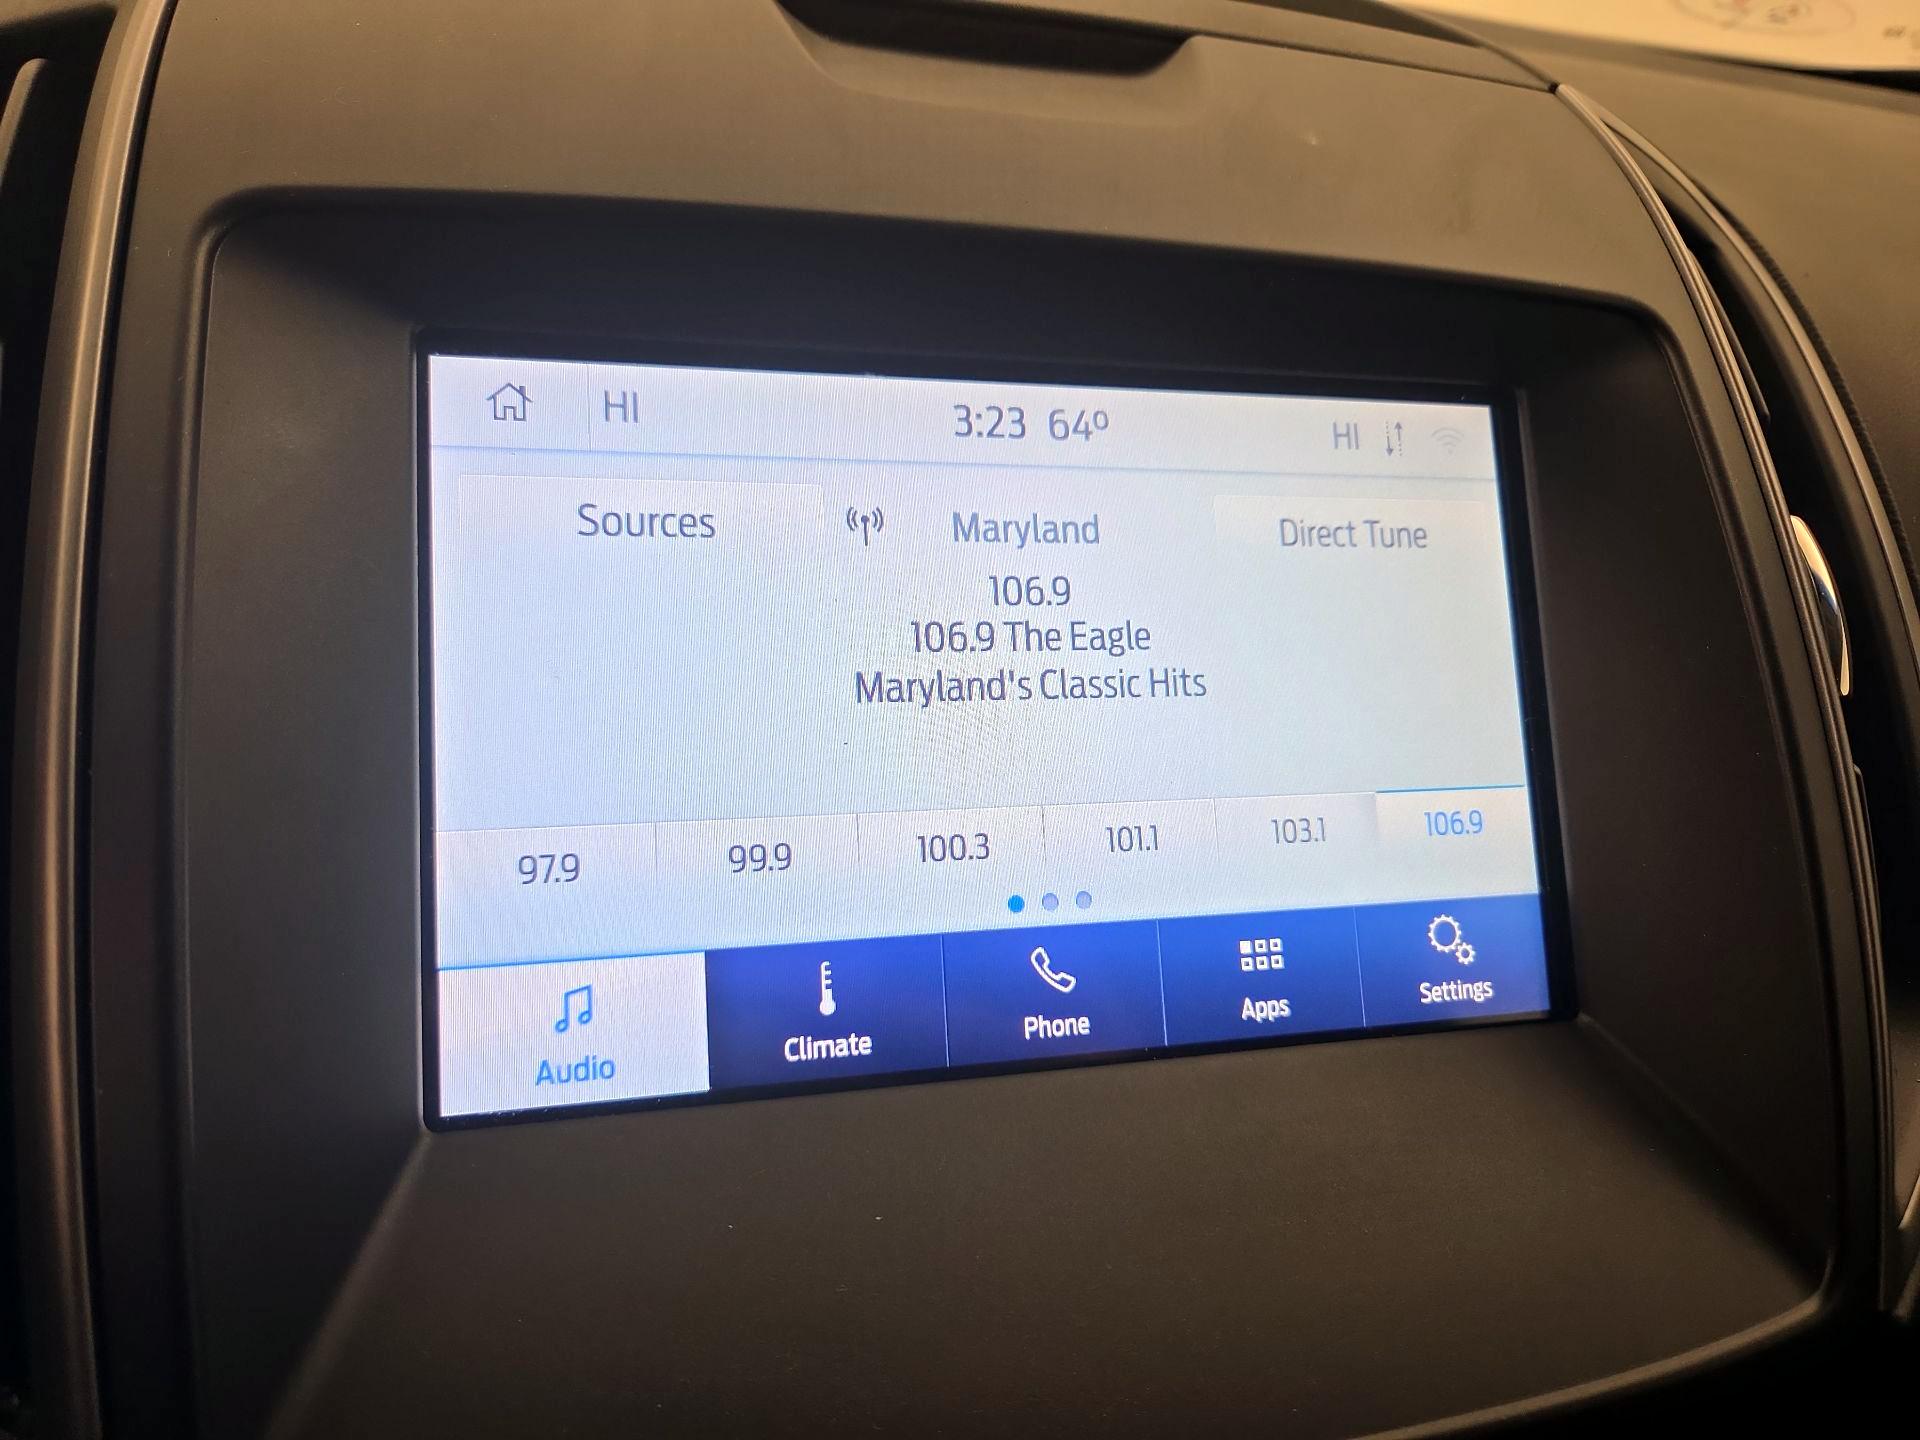 HI 3:23 64° HI
Sources Maryland Direct Tune
106.9
106.9 The Eagle
Maryland's Classic Hits
97.9 99.9 100.3 101.1 103.1 106.9
Audio Climate Phone Apps Settings